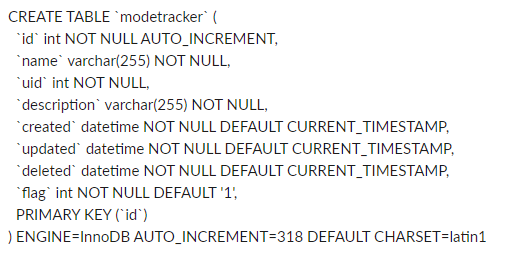 CREATE TABLE `modetracker` (
`id` int NOT NULL AUTO_INCREMENT,
`name` varchar(255) NOT NULL,
`uid` int NOT NULL,
`description` varchar(255) NOT NULL,
`created` datetime NOT NULL DEFAULT CURRENT_TIMESTAMP,
`updated` datetime NOT NULL DEFAULT CURRENT_TIMESTAMP,
`deleted` datetime NOT NULL DEFAULT CURRENT_TIMESTAMP,
`flag` int NOT NULL DEFAULT '1',
PRIMARY KEY (`id`)
) ENGINE=InnoDB AUTO_INCREMENT=318 DEFAULT CHARSET=latin1